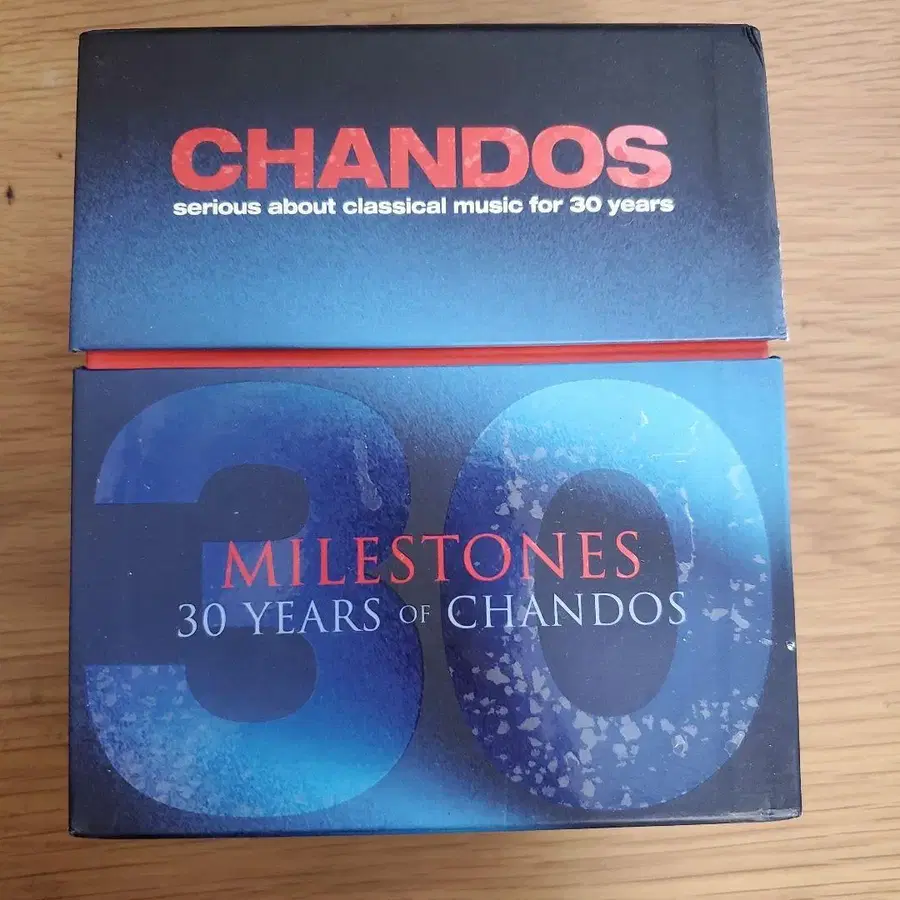 CHANDOS
serious about classical music for 30 years
30
MILESTONES
30 YEARS OF CHANDOS